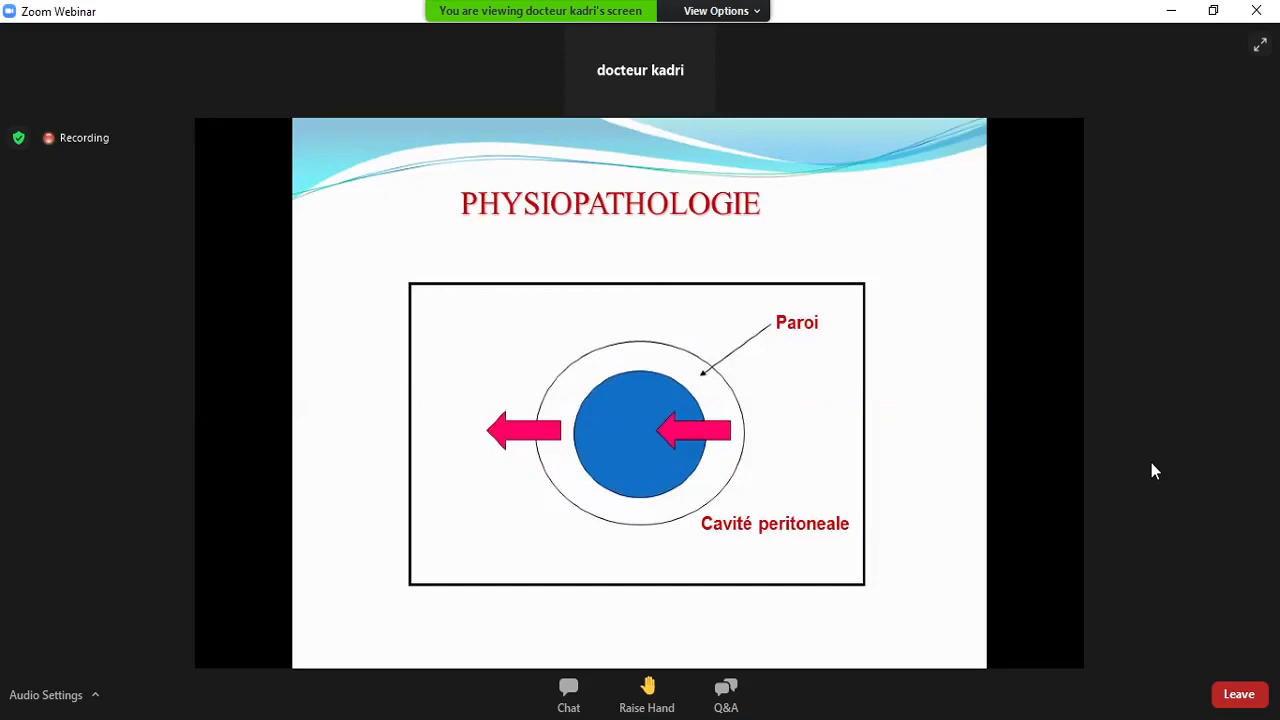 Zoom Webinar
You are viewing docteur kadri's screen
View Options
docteur kadri
Recording
PHYSIOPATHOLOGIE
Paroi
Cavité peritoneale
Audio Settings
Chat
Raise Hand
Q&A
Leave